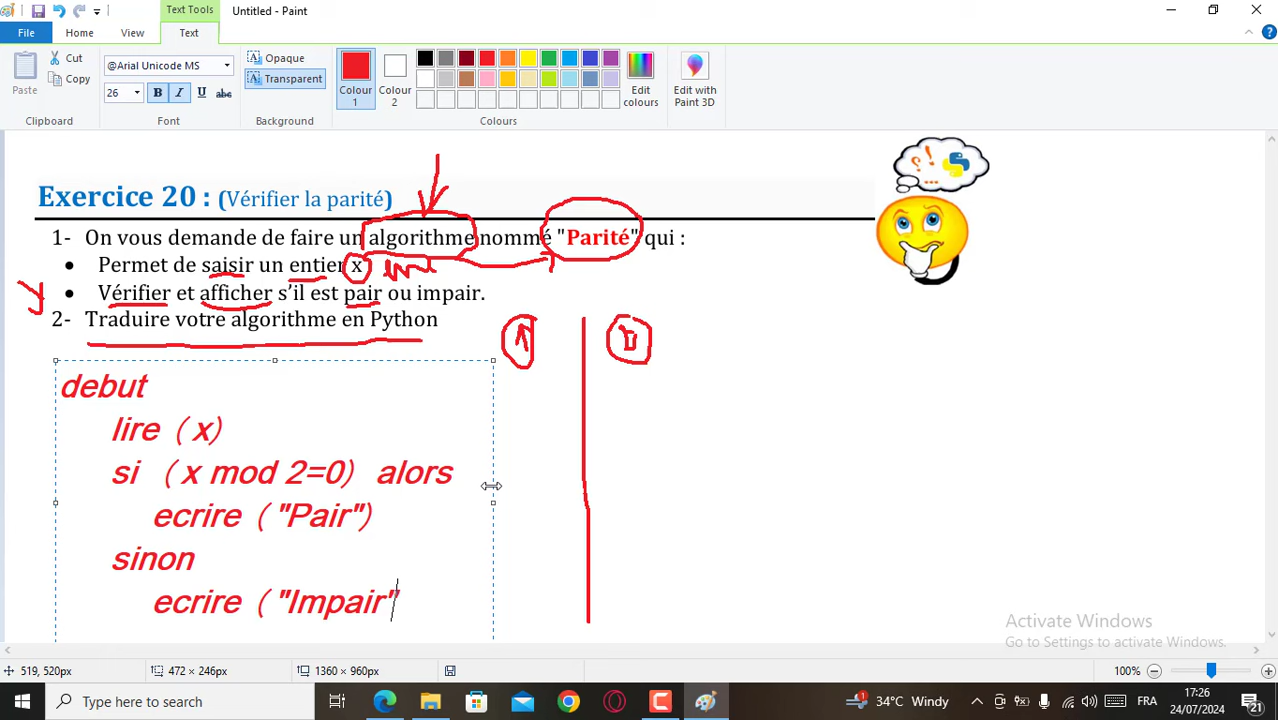 Text Tools
Untitled - Paint
File
Home
View
Text
Paste
Cut
Copy
Clipboard
@Arial Unicode MS
26
B
I
U
abc
Font
Opaque
Transparent
Background
Colour 1
Colour 2
Edit colours
Edit with Paint 3D
Colours
Exercice 20 : (Vérifier la parité)
1- On vous demande de faire un algorithme nommé "Parité" qui :
• Permet de saisir un entier x
• Vérifier et afficher s’il est pair ou impair.
2- Traduire votre algorithme en Python
debut
lire (x)
si (x mod 2=0) alors
ecrire ("Pair")
sinon
ecrire ("Impair"
Activate Windows
Go to Settings to activate Windows.
519, 520px
472 × 246px
1360 × 960px
100%
Type here to search
34°C Windy
FRA
17:26
24/07/2024
21